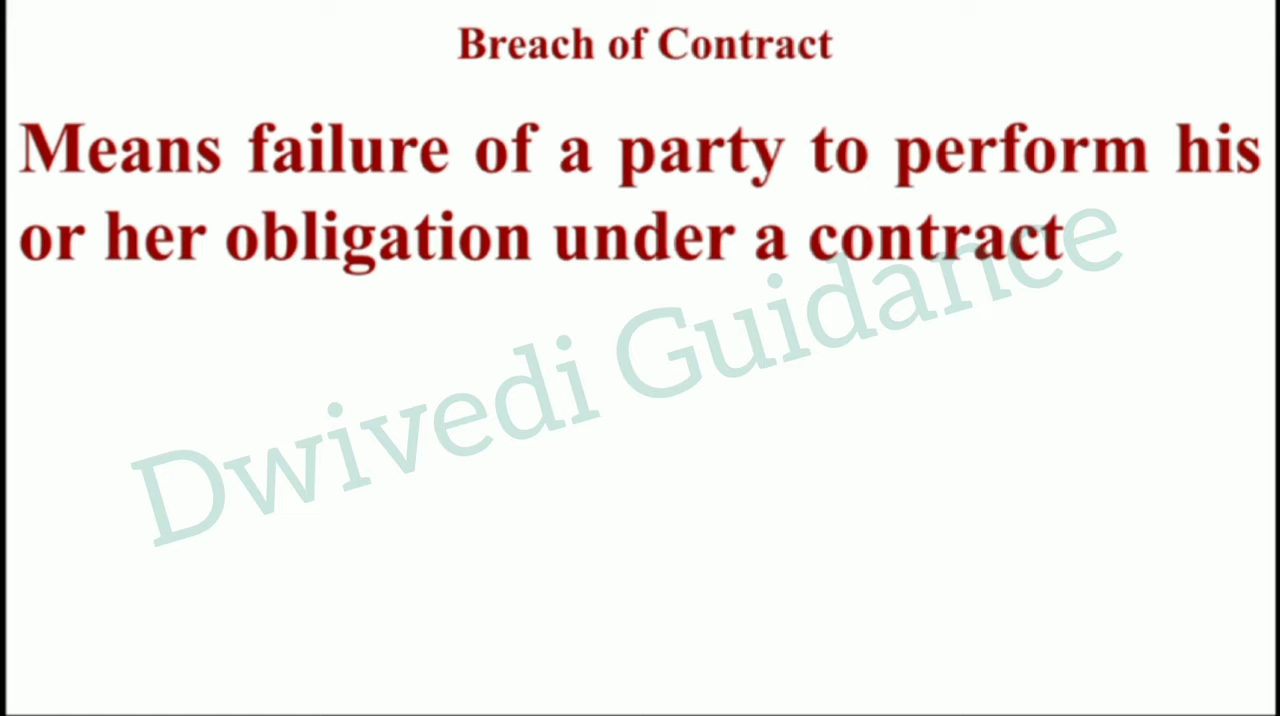 Breach of Contract
Means failure of a party to perform his
or her obligation under a contract
Dwivedi Guidance